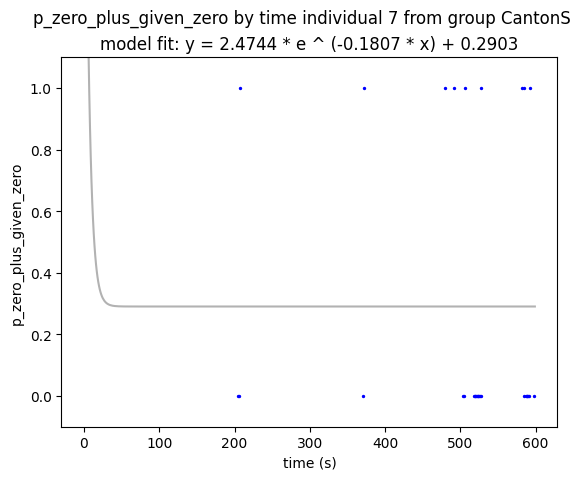 p_zero_plus_given_zero by time individual 7 from group CantonS
model fit: y = 2.4744 * e ^ (-0.1807 * x) + 0.2903
1.0
0.8
0.6
0.4
0.2
0.0
p_zero_plus_given_zero
0 100 200 300 400 500 600
time (s)